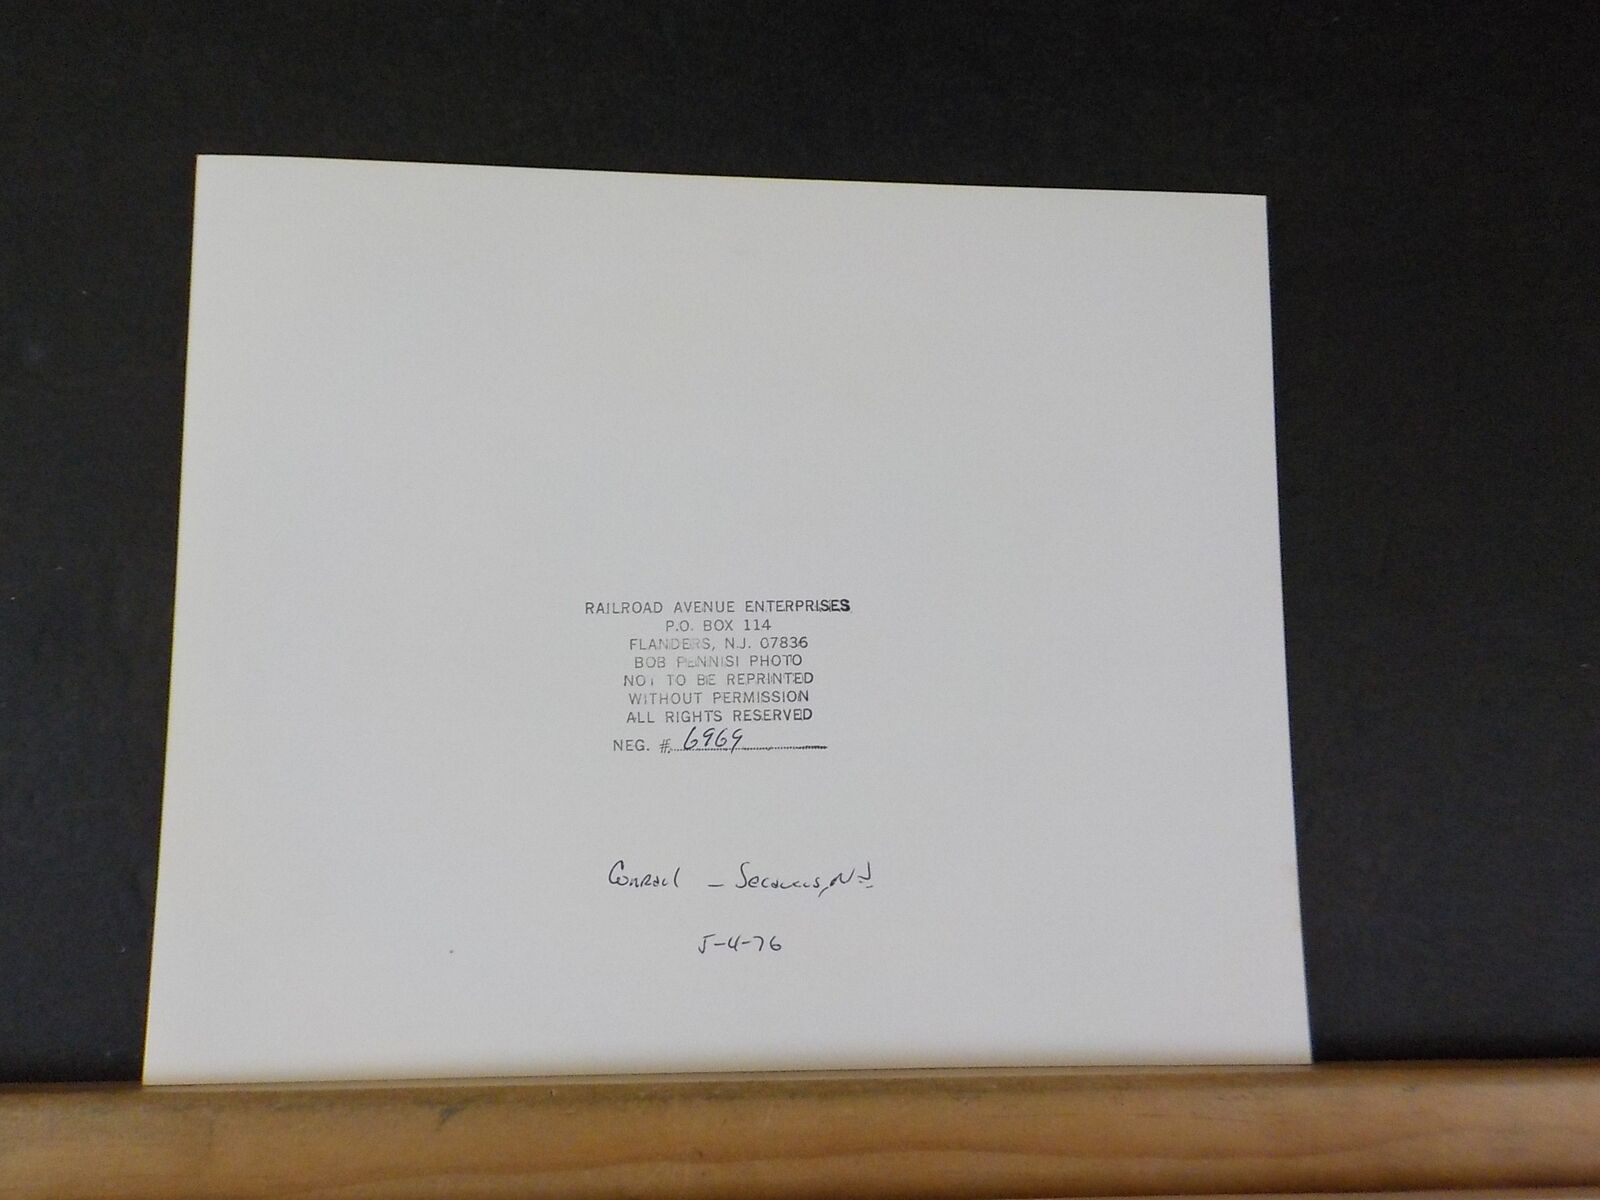 RAILROAD AVENUE ENTERPRISES
P.O. BOX 114
FLANDERS, N.J. 07836
BOB PENNISI PHOTO
NOT TO BE REPRINTED
WITHOUT PERMISSION
ALL RIGHTS RESERVED
NEG. # 6969
Conrail – Secaucus, N.J.
5-4-76